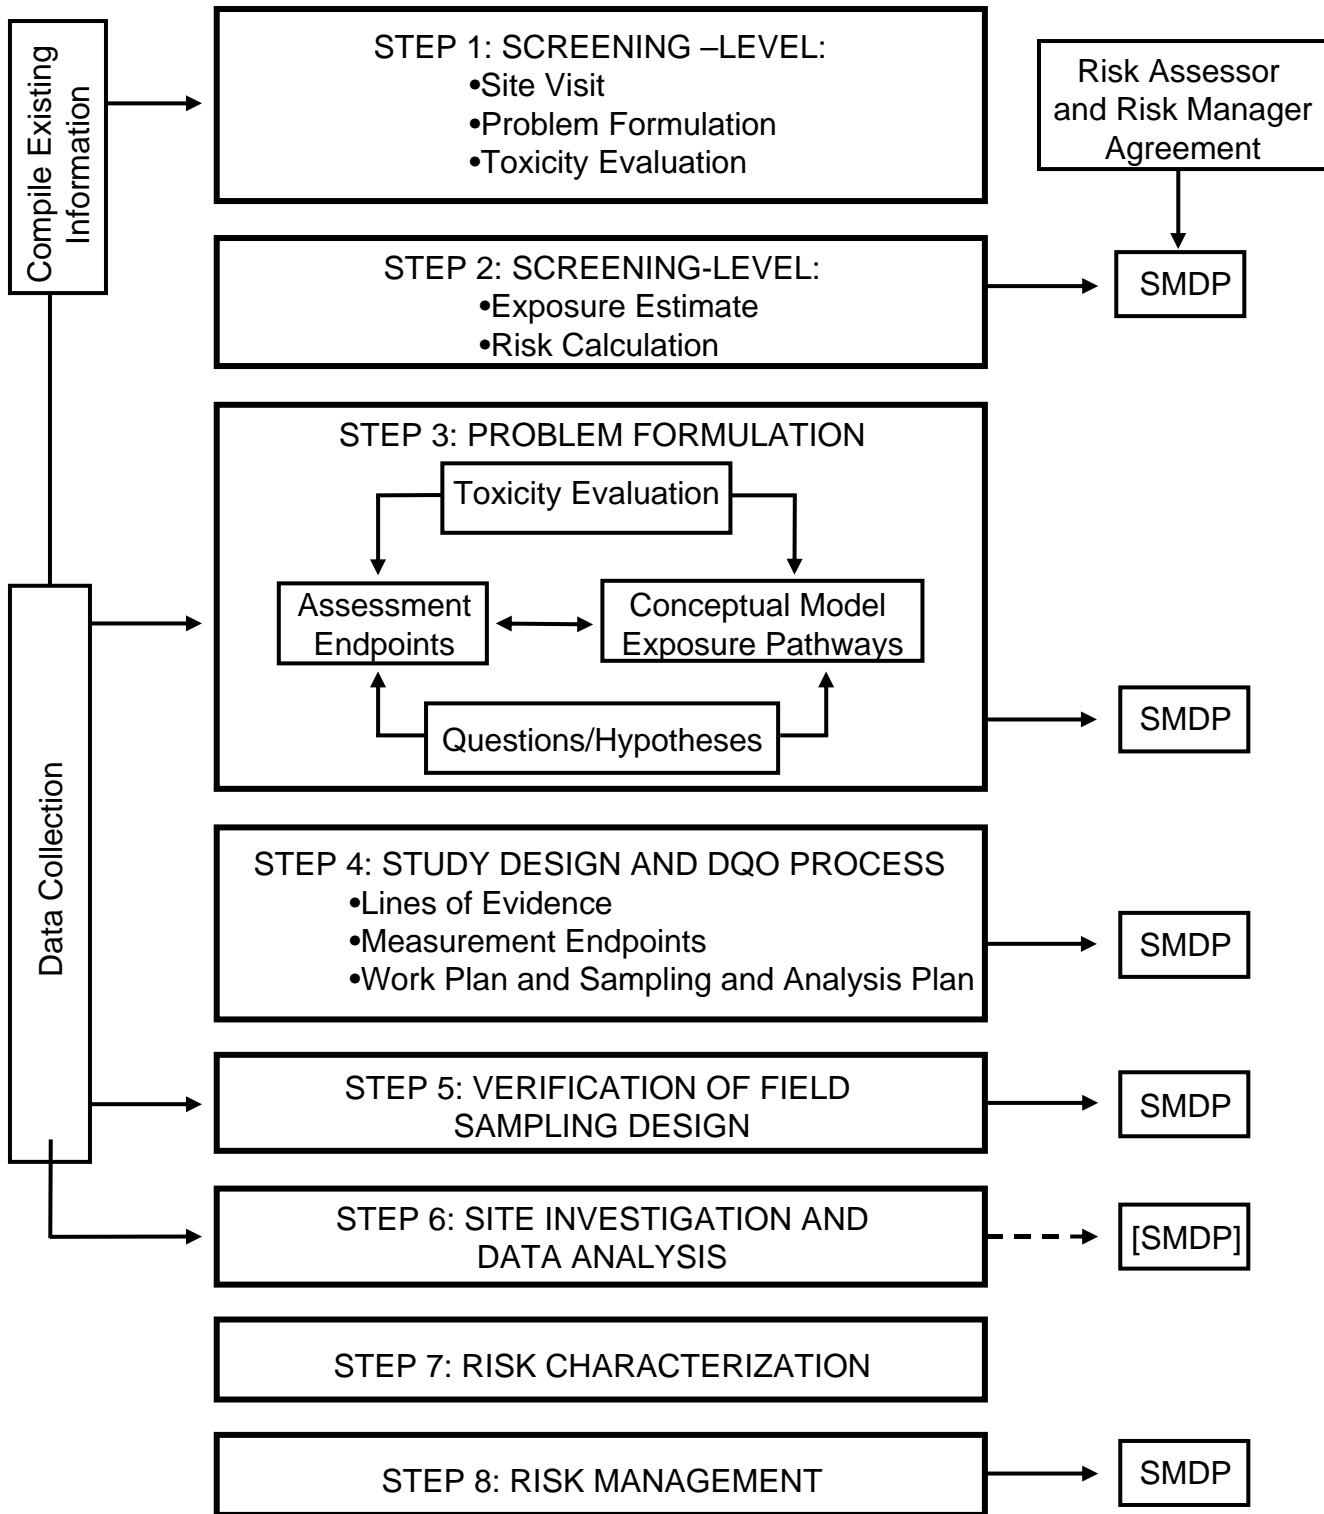 Compile Existing
Information
STEP 1: SCREENING –LEVEL:
•Site Visit
•Problem Formulation
•Toxicity Evaluation
Risk Assessor
and Risk Manager
Agreement
STEP 2: SCREENING-LEVEL:
•Exposure Estimate
•Risk Calculation
SMDP
Data Collection
STEP 3: PROBLEM FORMULATION
Toxicity Evaluation
Assessment
Endpoints
Conceptual Model
Exposure Pathways
Questions/Hypotheses
SMDP
STEP 4: STUDY DESIGN AND DQO PROCESS
•Lines of Evidence
•Measurement Endpoints
•Work Plan and Sampling and Analysis Plan
SMDP
STEP 5: VERIFICATION OF FIELD
SAMPLING DESIGN
SMDP
STEP 6: SITE INVESTIGATION AND
DATA ANALYSIS
[SMDP]
STEP 7: RISK CHARACTERIZATION
STEP 8: RISK MANAGEMENT
SMDP